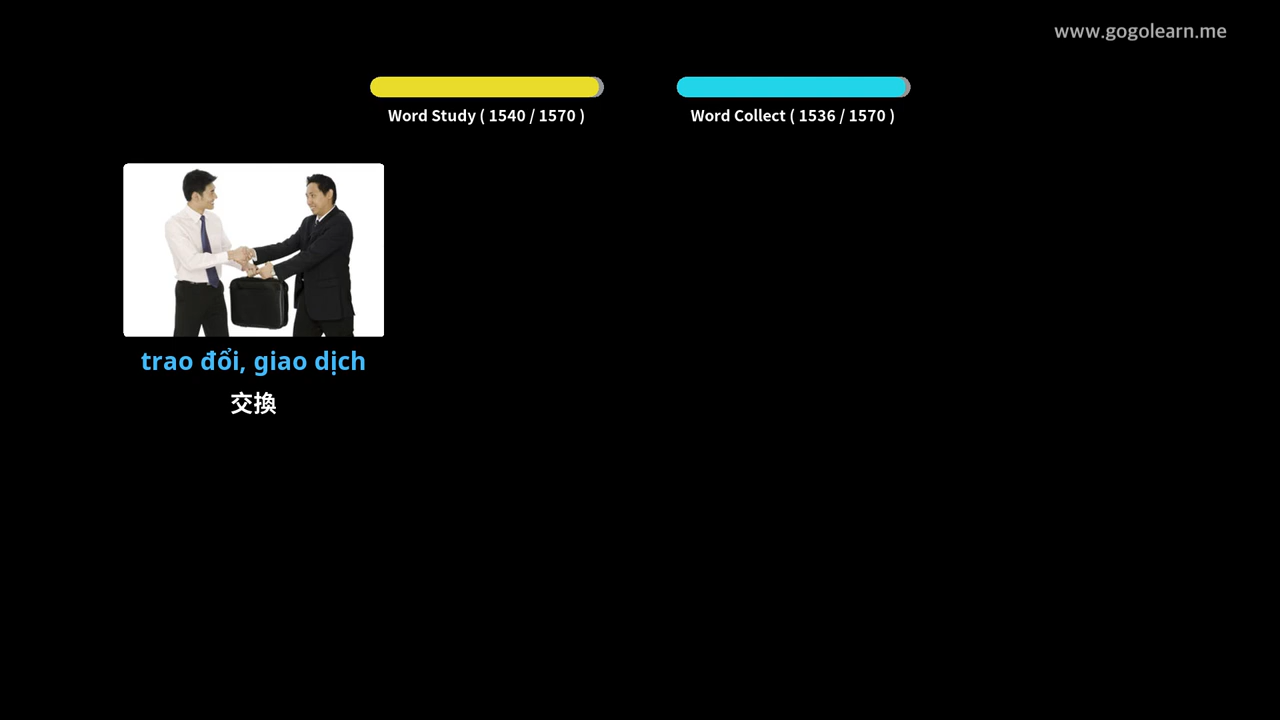 www.gogolearn.me
Word Study ( 1540 / 1570 )
Word Collect ( 1536 / 1570 )
trao đổi, giao dịch
交換